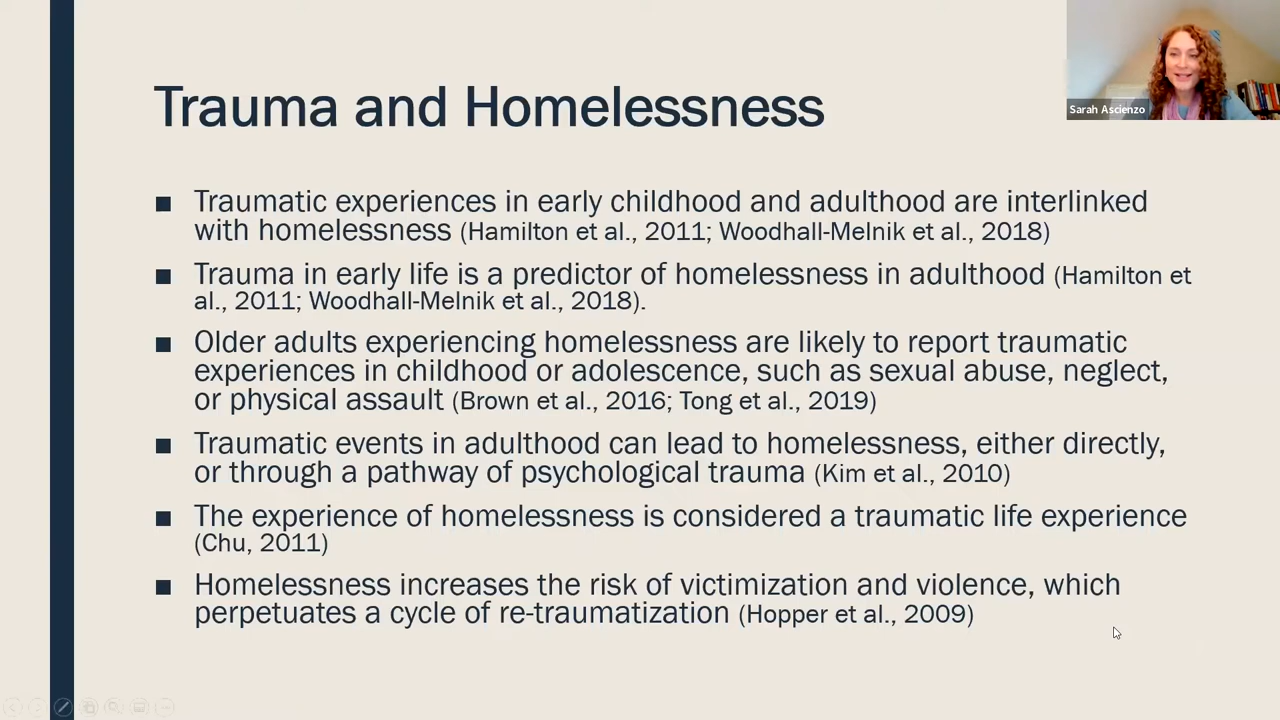 Trauma and Homelessness
Sarah Ascienzo
■ Traumatic experiences in early childhood and adulthood are interlinked
with homelessness (Hamilton et al., 2011; Woodhall-Melnik et al., 2018)
■ Trauma in early life is a predictor of homelessness in adulthood (Hamilton et
al., 2011; Woodhall-Melnik et al., 2018).
■ Older adults experiencing homelessness are likely to report traumatic
experiences in childhood or adolescence, such as sexual abuse, neglect,
or physical assault (Brown et al., 2016; Tong et al., 2019)
■ Traumatic events in adulthood can lead to homelessness, either directly,
or through a pathway of psychological trauma (Kim et al., 2010)
■ The experience of homelessness is considered a traumatic life experience
(Chu, 2011)
■ Homelessness increases the risk of victimization and violence, which
perpetuates a cycle of re-traumatization (Hopper et al., 2009)